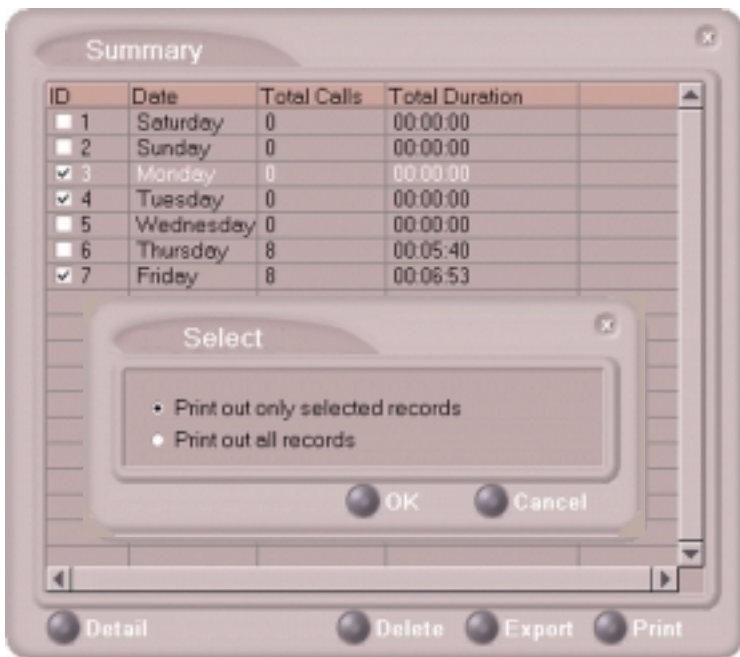 Summary
ID Date Total Calls Total Duration
1 Saturday 0 00:00:00
2 Sunday 0 00:00:00
3 Monday 0 00:00:00
4 Tuesday 0 00:00:00
5 Wednesday 0 00:00:00
6 Thursday 8 00:05:40
7 Friday 8 00:06:53
Select
Print out only selected records
Print out all records
OK Cancel
Detail Delete Export Print